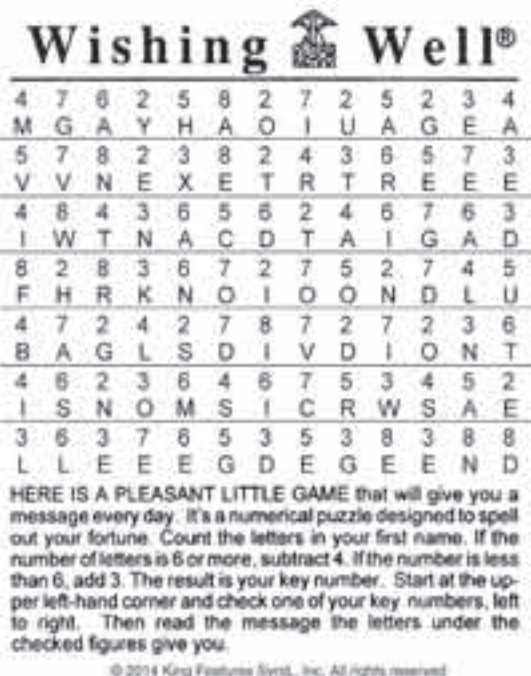 Wishing Well®
4 7 6 2 5 8 2 7 2 5 2 3 4
M G A Y H A O I U A G E A
5 7 8 2 3 8 2 4 3 6 5 7 3
V V N E X E T R T R E E E
4 8 4 3 6 5 6 2 4 6 7 6 3
I W T N A C D T A I G A D
8 2 8 3 6 7 2 7 5 2 7 4 5
F H R K N O I O O N D L U
4 7 2 4 2 7 8 7 2 7 2 3 6
B A G L S D I V D I O N T
4 6 2 3 6 4 6 7 5 3 4 5 2
I S N O M S I C R W S A E
3 6 3 7 6 5 3 5 3 8 3 8 8
L L E E E G D E G E E N D
HERE IS A PLEASANT LITTLE GAME that will give you a
message every day. It's a numerical puzzle designed to spell
out your fortune. Count the letters in your first name. If the
number of letters is 6 or more, subtract 4. If the number is less
than 6, add 3. The result is your key number. Start at the up-
per left-hand corner and check one of your key numbers, left
to right. Then read the message the letters under the
checked figures give you.
© 2014 King Features Synd., Inc. All rights reserved